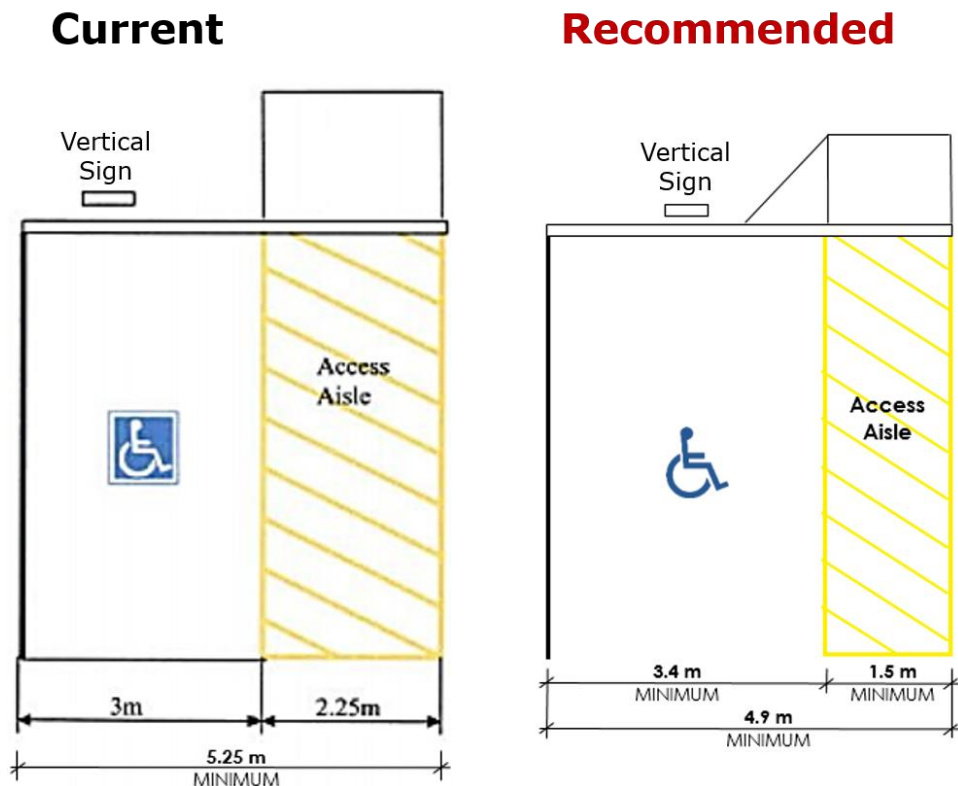 Current
Vertical
Sign
Access
Aisle
3m
2.25m
5.25 m
MINIMUM
Recommended
Vertical
Sign
Access
Aisle
3.4 m
MINIMUM
1.5 m
MINIMUM
4.9 m
MINIMUM